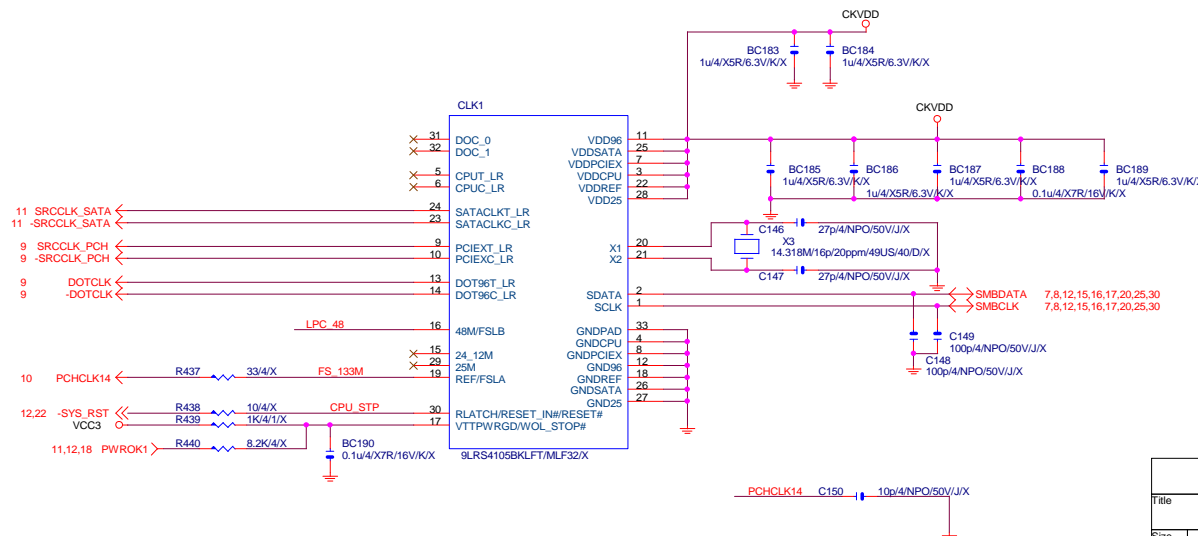 CKVDD
BC183
1u/4/X5R/6.3V/K/X
BC184
1u/4/X5R/6.3V/K/X
CKVDD
BC185
1u/4/X5R/6.3V/K/X
BC186
1u/4/X5R/6.3V/K/X
BC187
1u/4/X5R/6.3V/K/X
BC188
0.1u/4/X7R/16V/K/X
BC189
1u/4/X5R/6.3V/K/X
CLK1
31 DOC_0
32 DOC_1
5 CPUT_LR
6 CPUC_LR
11 SRCCLK_SATA 24 SATACLKT_LR
11 -SRCCLK_SATA 23 SATACLKC_LR
9 SRCCLK_PCH 9 PCIEXT_LR
9 -SRCCLK_PCH 10 PCIEXC_LR
9 DOTCLK 13 DOT96T_LR
9 -DOTCLK 14 DOT96C_LR
LPC_48 16 48M/FSLB
15 24_12M
29 25M
10 PCHCLK14 R437 33/4/X FS_133M 19 REF/FSLA
12,22 -SYS_RST R438 10/4/X CPU_STP 30 RLATCH/RESET_IN#/RESET#
VCC3 R439 1K/4/1/X 17 VTTPWRGD/WOL_STOP#
11,12,18 PWROK1 R440 8.2K/4/X
BC190
0.1u/4/X7R/16V/K/X
VDD96 11
VDDSATA 25
VDDPCIEX 7
VDDCPU 3
VDDREF 22
VDD25 28
X1 20
X2 21
C146 27p/4/NPO/50V/J/X
X3
14.318M/16p/20ppm/49US/40/D/X
C147 27p/4/NPO/50V/J/X
SDATA 2 SMBDATA 7,8,12,15,16,17,20,25,30
SCLK 1 SMBCLK 7,8,12,15,16,17,20,25,30
GNDPAD 33
GNDCPU 4
GNDPCIEX 8
GND96 12
GNDREF 18
GNDSATA 26
GND25 27
C149
100p/4/NPO/50V/J/X
C148
100p/4/NPO/50V/J/X
9LRS4105BKLFT/MLF32/X
PCHCLK14 C150 10p/4/NPO/50V/J/X
Title